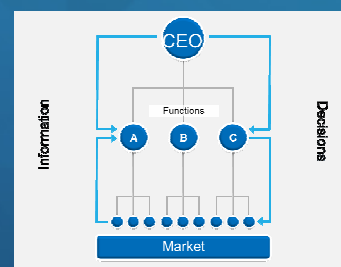 CEO
Functions
Information
A B C
Decisions
Market